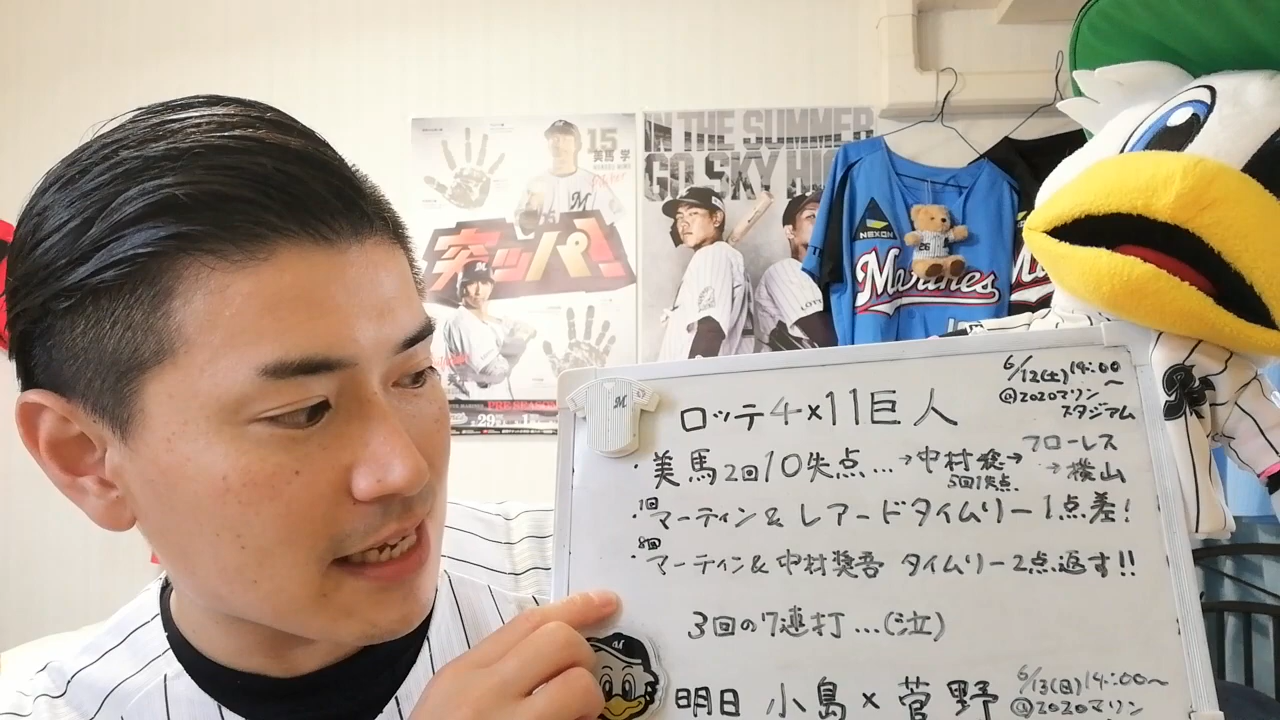 15
美馬 学
M
突ッパ!
PRE SEASON
IN THE SUMMER
GO SKY HIGH
NEXON
Marines
26
6/12(土)14:00〜
@ZOZOマリン
スタジアム
ロッテ4×11巨人
・美馬2回10失点…→中村稔→フローレス
5回1失点 →横山
1回
・マーティン&レアードタイムリー1点差!
8回
・マーティン&中村奨吾 タイムリー2点返す!!
3回の7連打…(泣)
明日 小島×菅野
6/13(日)14:00〜
@ZOZOマリン